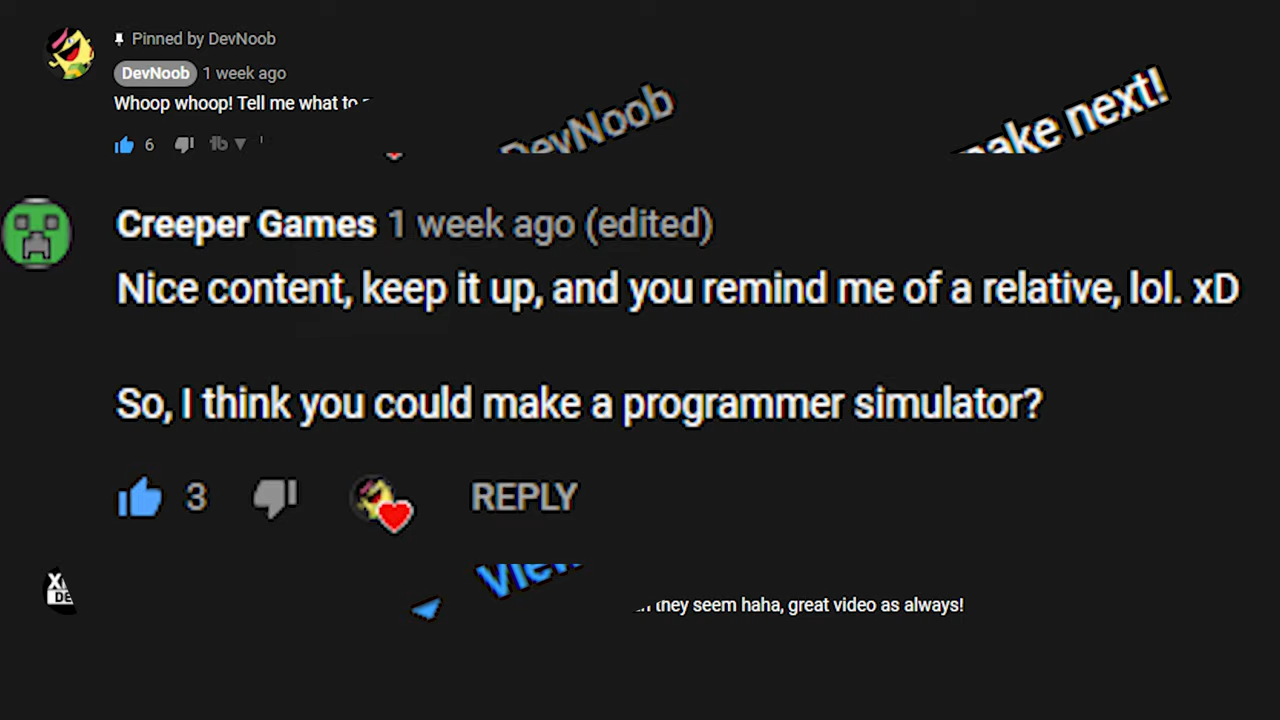 Pinned by DevNoob
DevNoob 1 week ago
Whoop whoop! Tell me what to
6
DevNoob
make next!
Creeper Games 1 week ago (edited)
Nice content, keep it up, and you remind me of a relative, lol. xD
So, I think you could make a programmer simulator?
3 REPLY
View
they seem haha, great video as always!